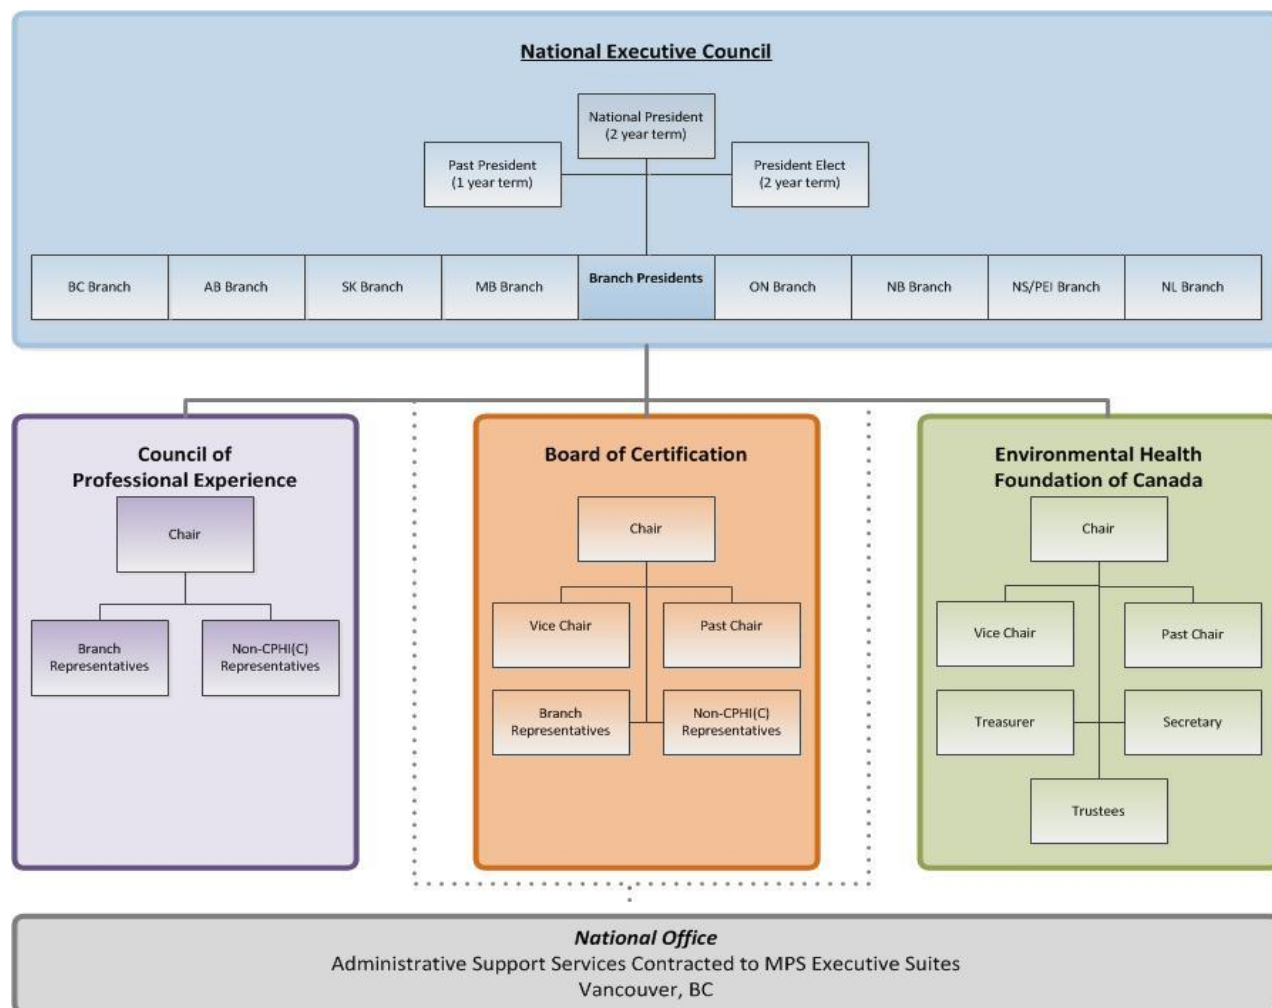 National Executive Council
National President
(2 year term)
Past President
(1 year term)
President Elect
(2 year term)
BC Branch
AB Branch
SK Branch
MB Branch
Branch Presidents
ON Branch
NB Branch
NS/PEI Branch
NL Branch
Council of
Professional Experience
Chair
Branch
Representatives
Non-CPHI(C)
Representatives
Board of Certification
Chair
Vice Chair
Past Chair
Branch
Representatives
Non-CPHI(C)
Representatives
Environmental Health
Foundation of Canada
Chair
Vice Chair
Past Chair
Treasurer
Secretary
Trustees
National Office
Administrative Support Services Contracted to MPS Executive Suites
Vancouver, BC